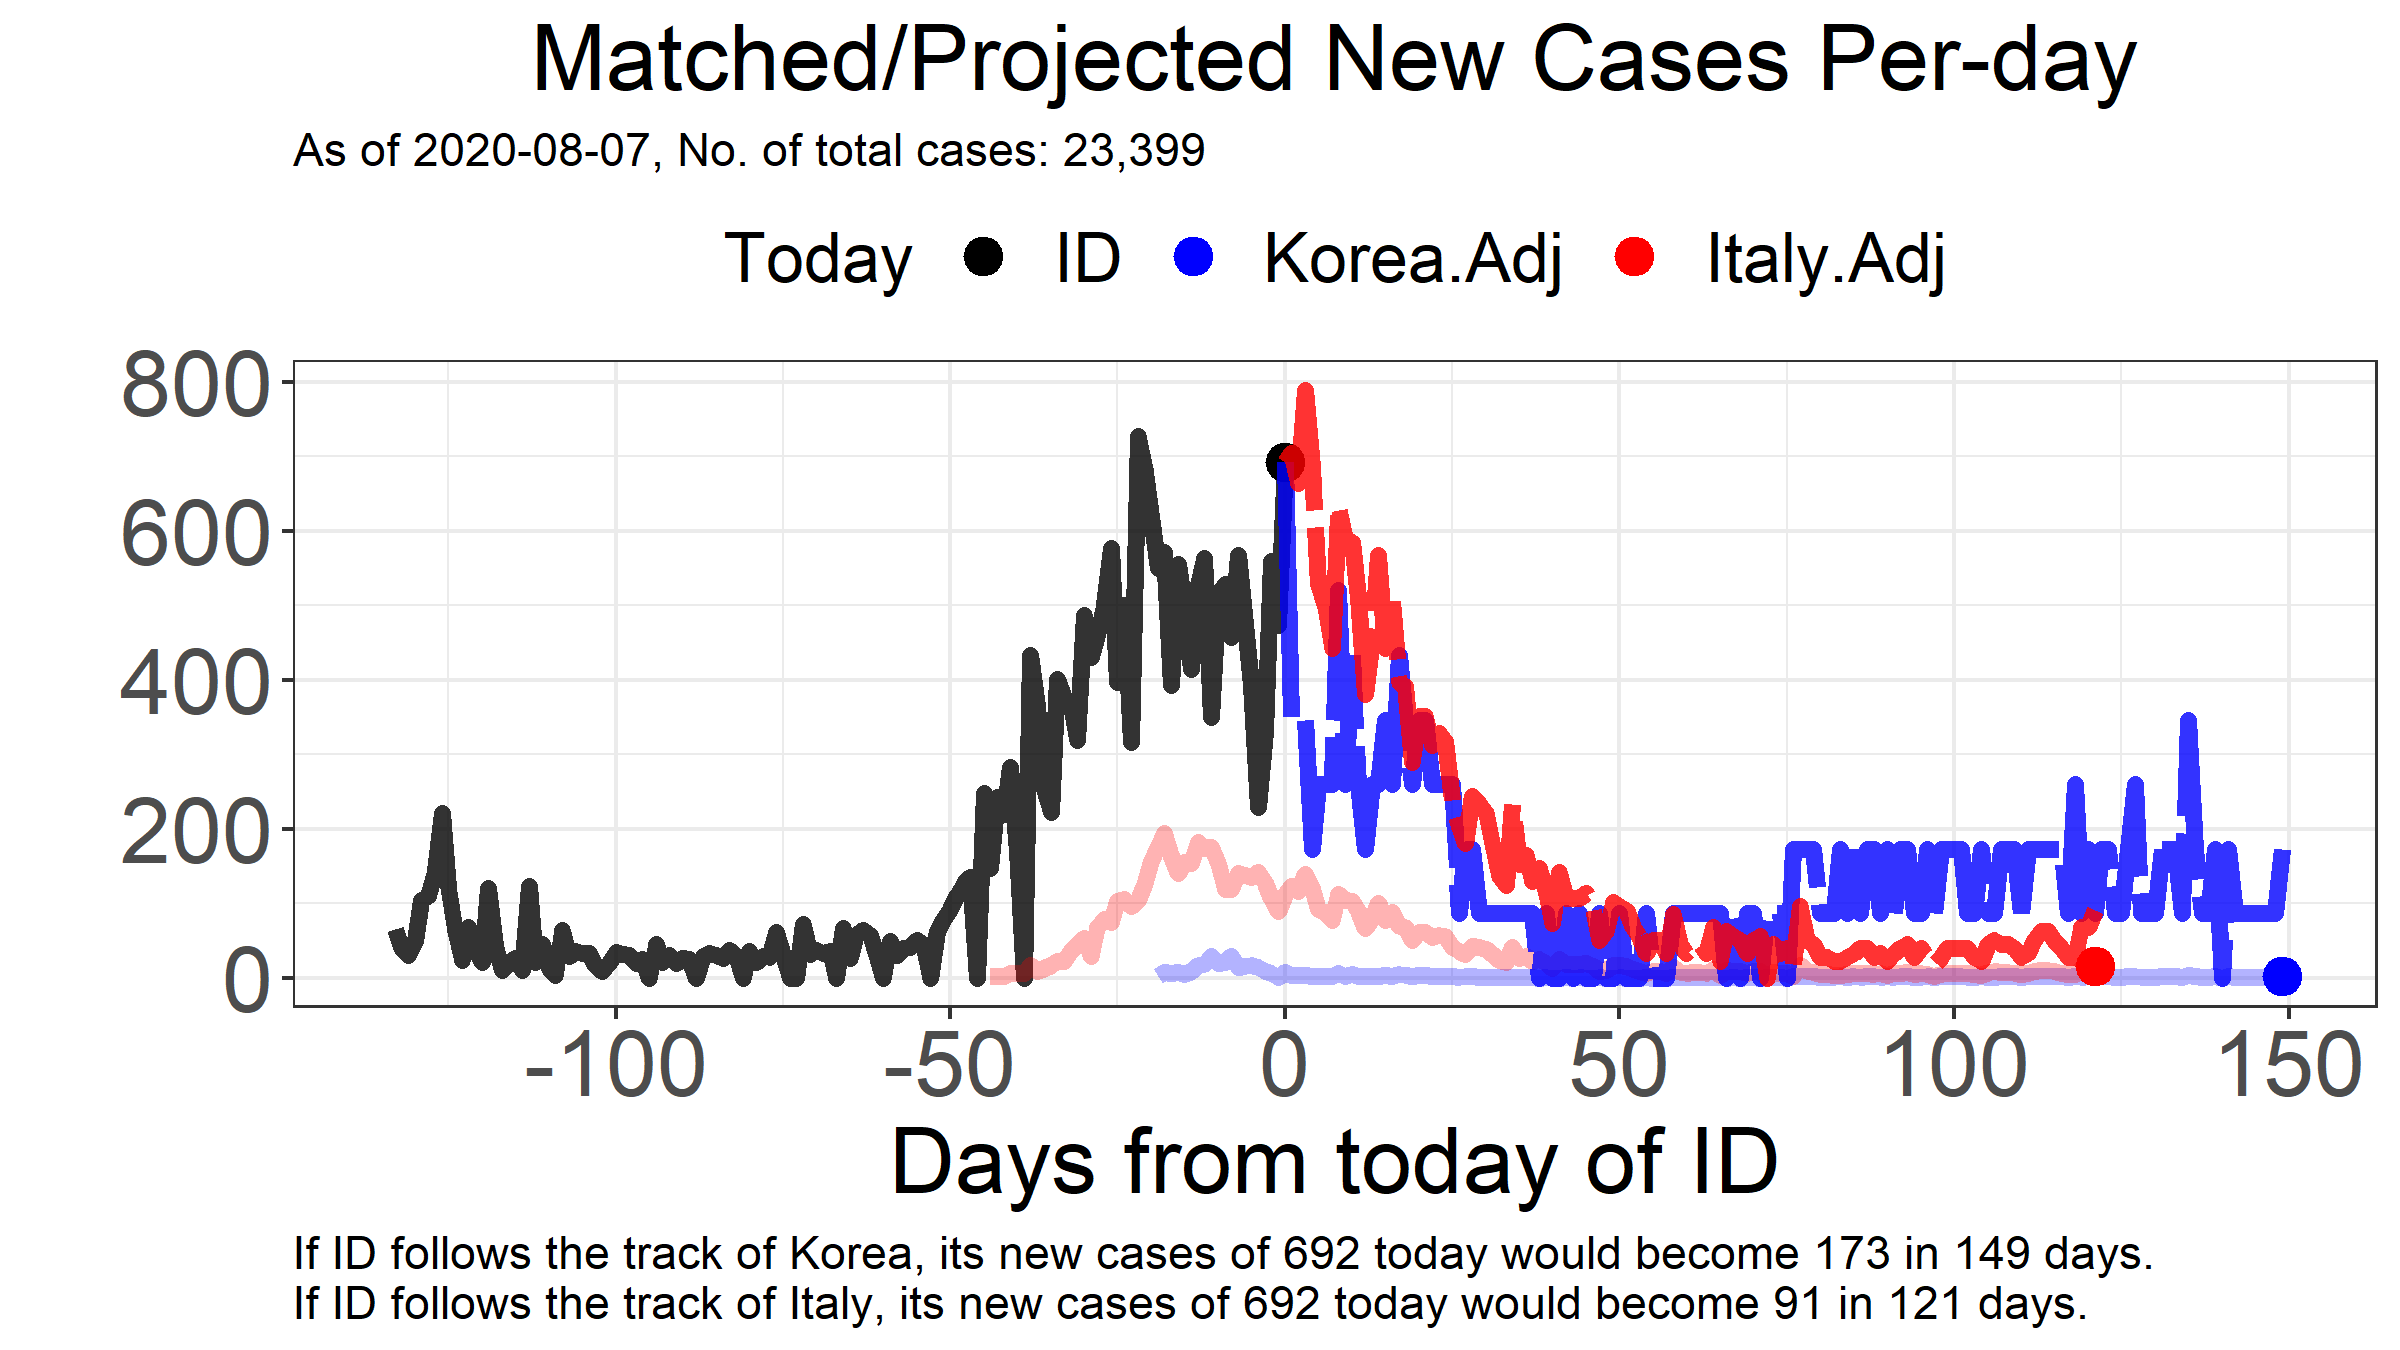 Matched/Projected New Cases Per-day
As of 2020-08-07, No. of total cases: 23,399
Today ID Korea.Adj Italy.Adj
800
600
400
200
0
-100 -50 0 50 100 150
Days from today of ID
If ID follows the track of Korea, its new cases of 692 today would become 173 in 149 days.
If ID follows the track of Italy, its new cases of 692 today would become 91 in 121 days.